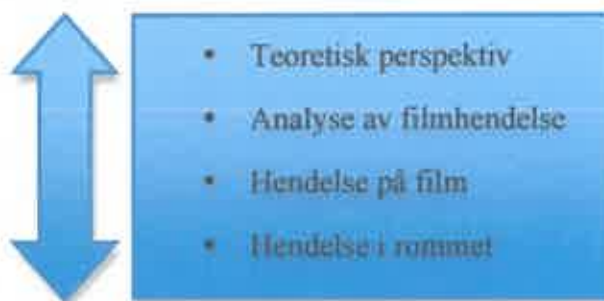 • Teoretisk perspektiv
• Analyse av filmhendelse
• Hendelse på film
• Hendelse i rommet